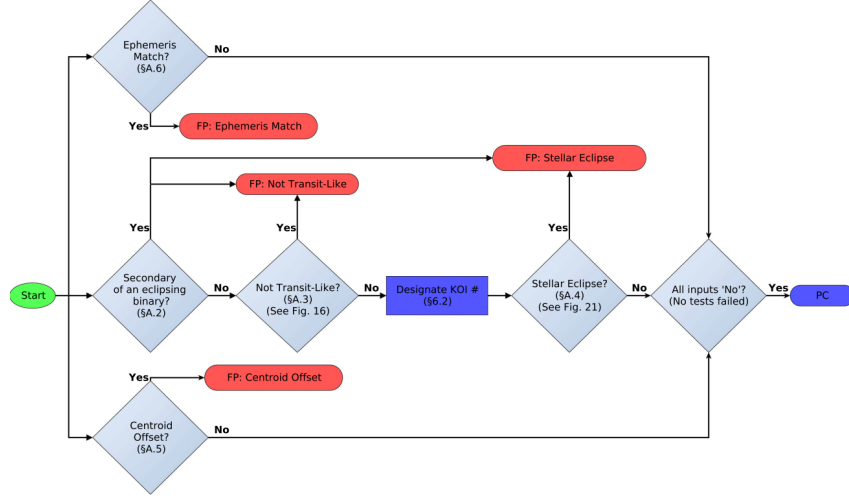 Ephemeris
Match?
(§A.6)
No
Yes
FP: Ephemeris Match
FP: Stellar Eclipse
FP: Not Transit-Like
Yes
Yes
Yes
Start
Secondary
of an eclipsing
binary?
(§A.2)
No
Not Transit-Like?
(§A.3)
(See Fig. 16)
No
Designate KOI #
(§6.2)
Stellar Eclipse?
(§A.4)
(See Fig. 21)
No
All inputs 'No'?
(No tests failed)
Yes
PC
Yes
FP: Centroid Offset
Centroid
Offset?
(§A.5)
No